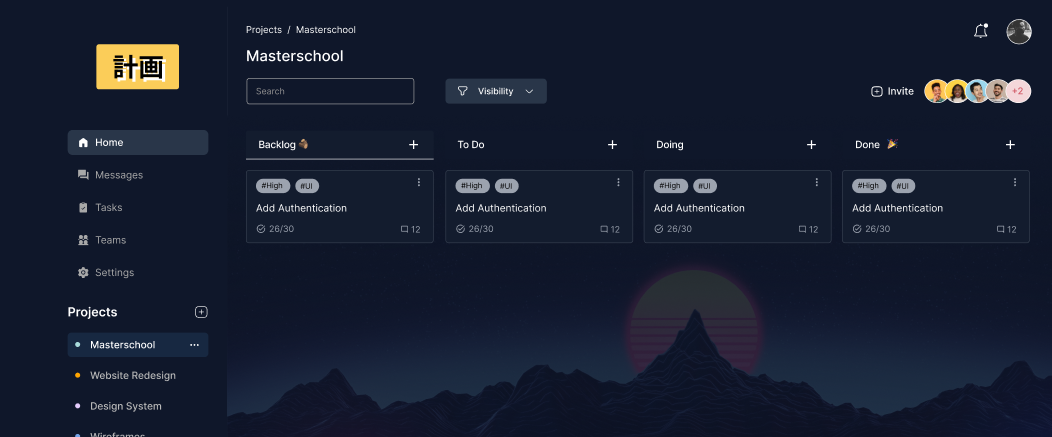 計画
Home
Messages
Tasks
Teams
Settings
Projects
Masterschool
Website Redesign
Design System
Wireframes
Projects / Masterschool
Masterschool
Search
Visibility
Invite
+2
Backlog
To Do
Doing
Done
#High #UI
Add Authentication
26/30 12
#High #UI
Add Authentication
26/30 12
#High #UI
Add Authentication
26/30 12
#High #UI
Add Authentication
26/30 12